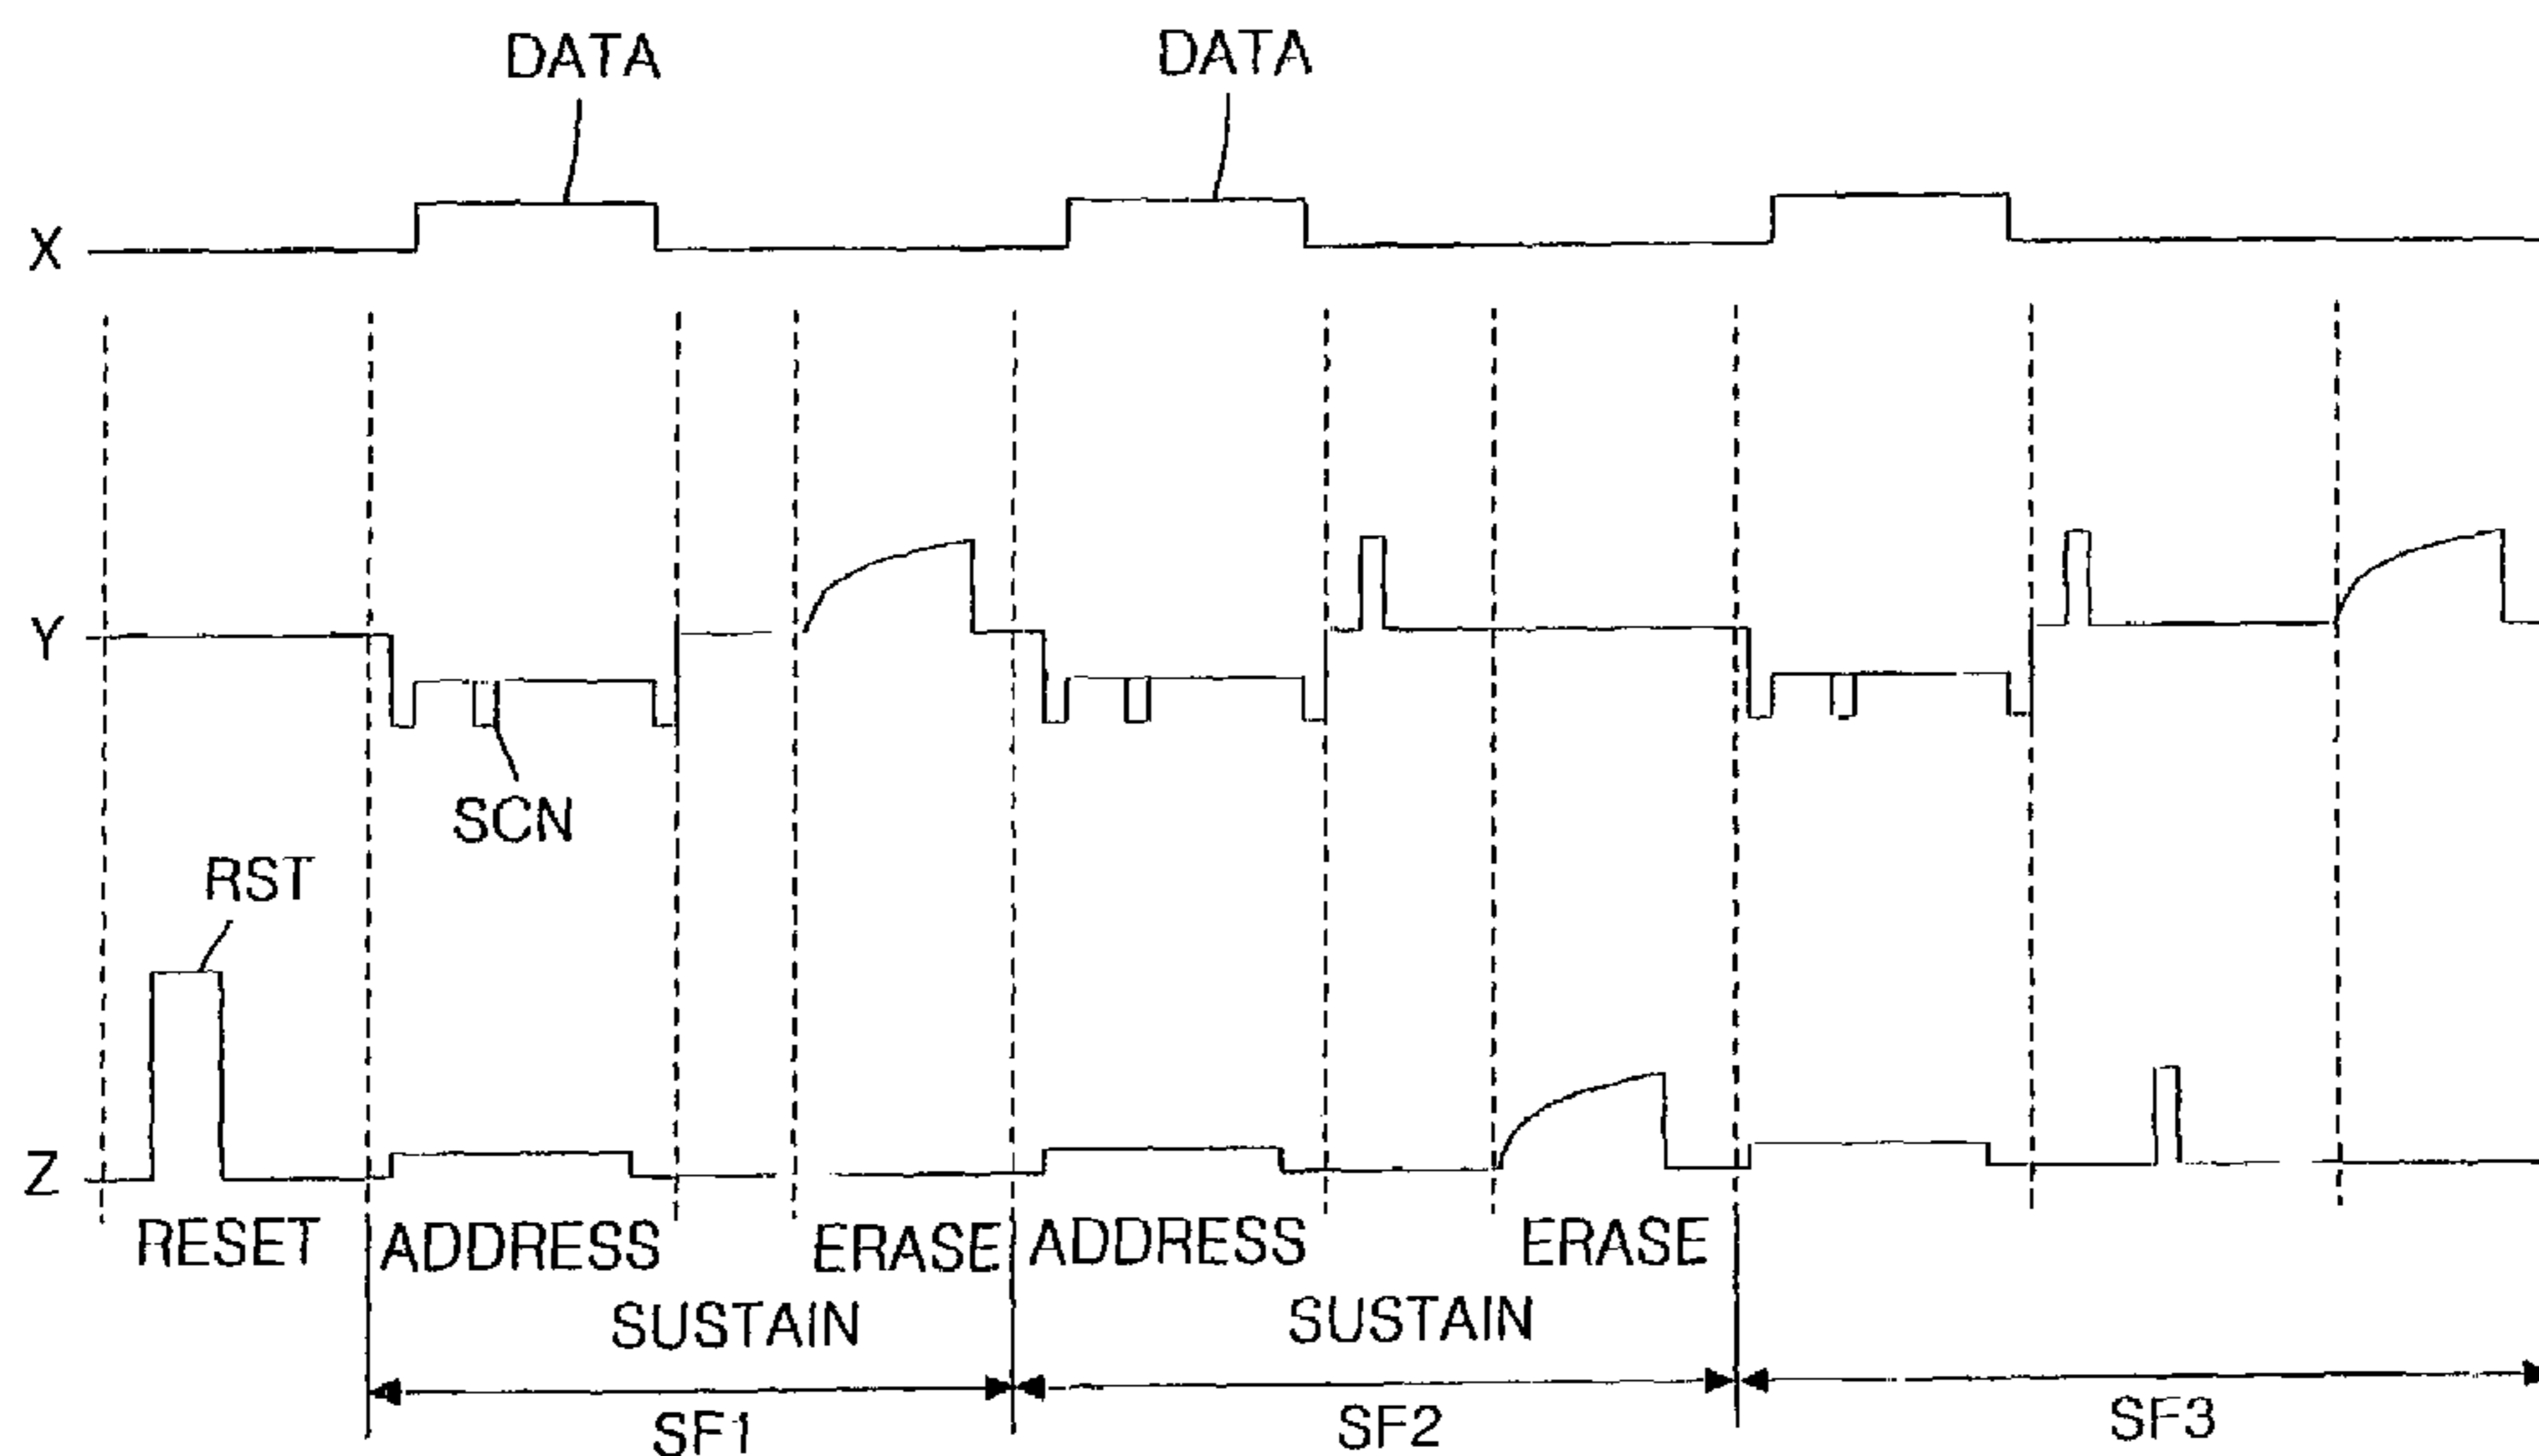 DATA DATA
X
Y
SCN
RST
Z
RESET ADDRESS ERASE ADDRESS ERASE
SUSTAIN SUSTAIN
SF1 SF2 SF3